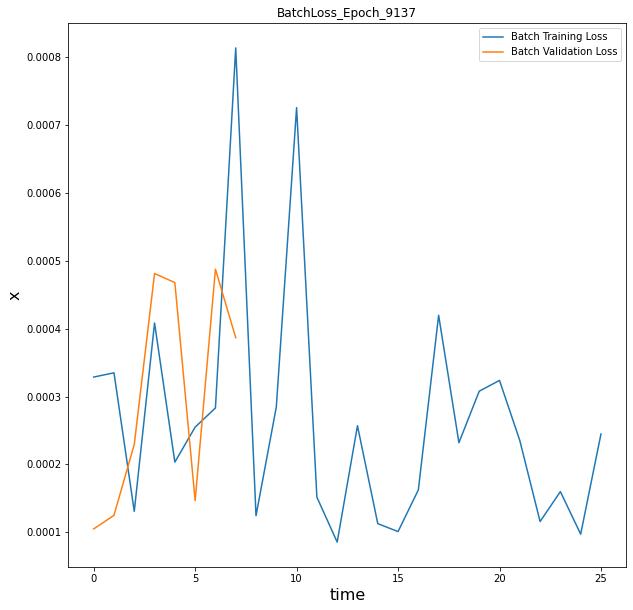 BatchLoss_Epoch_9137
Batch Training Loss
Batch Validation Loss
0.0008
0.0007
0.0006
0.0005
0.0004
0.0003
0.0002
0.0001
x
0 5 10 15 20 25
time